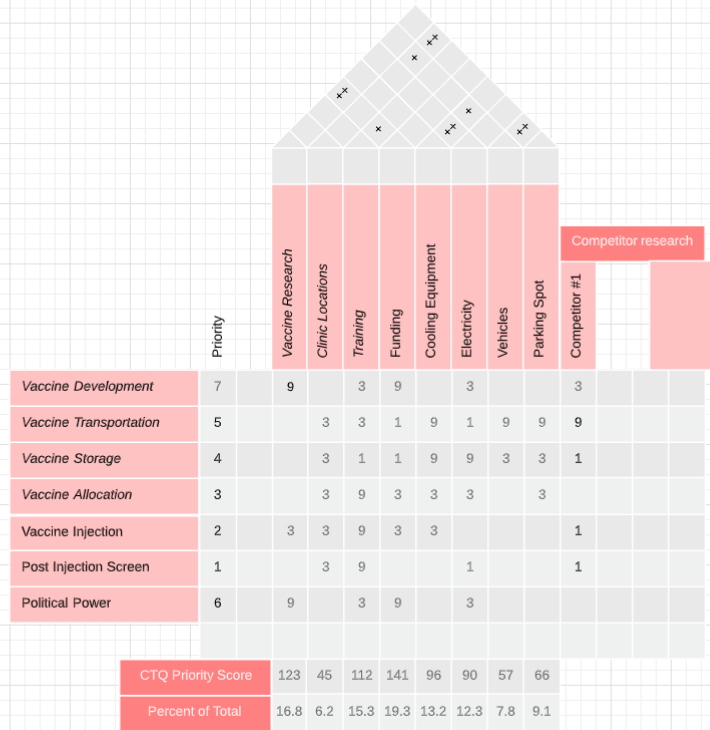 Competitor research
Priority
Vaccine Research
Clinic Locations
Training
Funding
Cooling Equipment
Electricity
Vehicles
Parking Spot
Competitor #1
Vaccine Development 7 9 3 9 3 3
Vaccine Transportation 5 3 3 1 9 1 9 9 9
Vaccine Storage 4 3 1 1 9 9 3 3 1
Vaccine Allocation 3 3 9 3 3 3 3
Vaccine Injection 2 3 3 9 3 3 1
Post Injection Screen 1 3 9 1 1
Political Power 6 9 3 9 3
CTQ Priority Score 123 45 112 141 96 90 57 66
Percent of Total 16.8 6.2 15.3 19.3 13.2 12.3 7.8 9.1